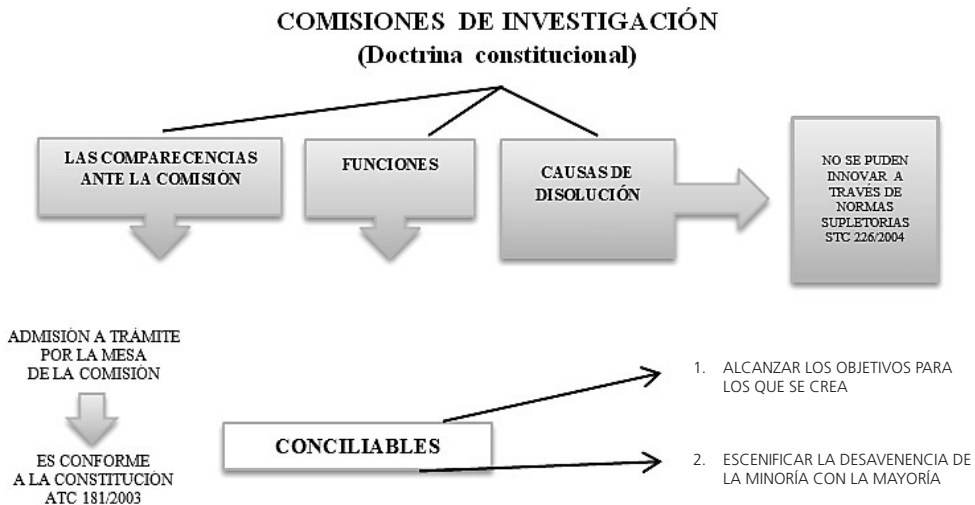 COMISIONES DE INVESTIGACIÓN
(Doctrina constitucional)
LAS COMPARECENCIAS
ANTE LA COMISIÓN
FUNCIONES
CAUSAS DE
DISOLUCIÓN
NO SE PUDEN
INNOVAR A
TRAVÉS DE
NORMAS
SUPLETORIAS
STC 226/2004
ADMISIÓN A TRÁMITE
POR LA MESA
DE LA COMISIÓN
ES CONFORME
A LA CONSTITUCIÓN
ATC 181/2003
CONCILIABLES
1. ALCANZAR LOS OBJETIVOS PARA
LOS QUE SE CREA
2. ESCENIFICAR LA DESAVENENCIA DE
LA MINORÍA CON LA MAYORÍA